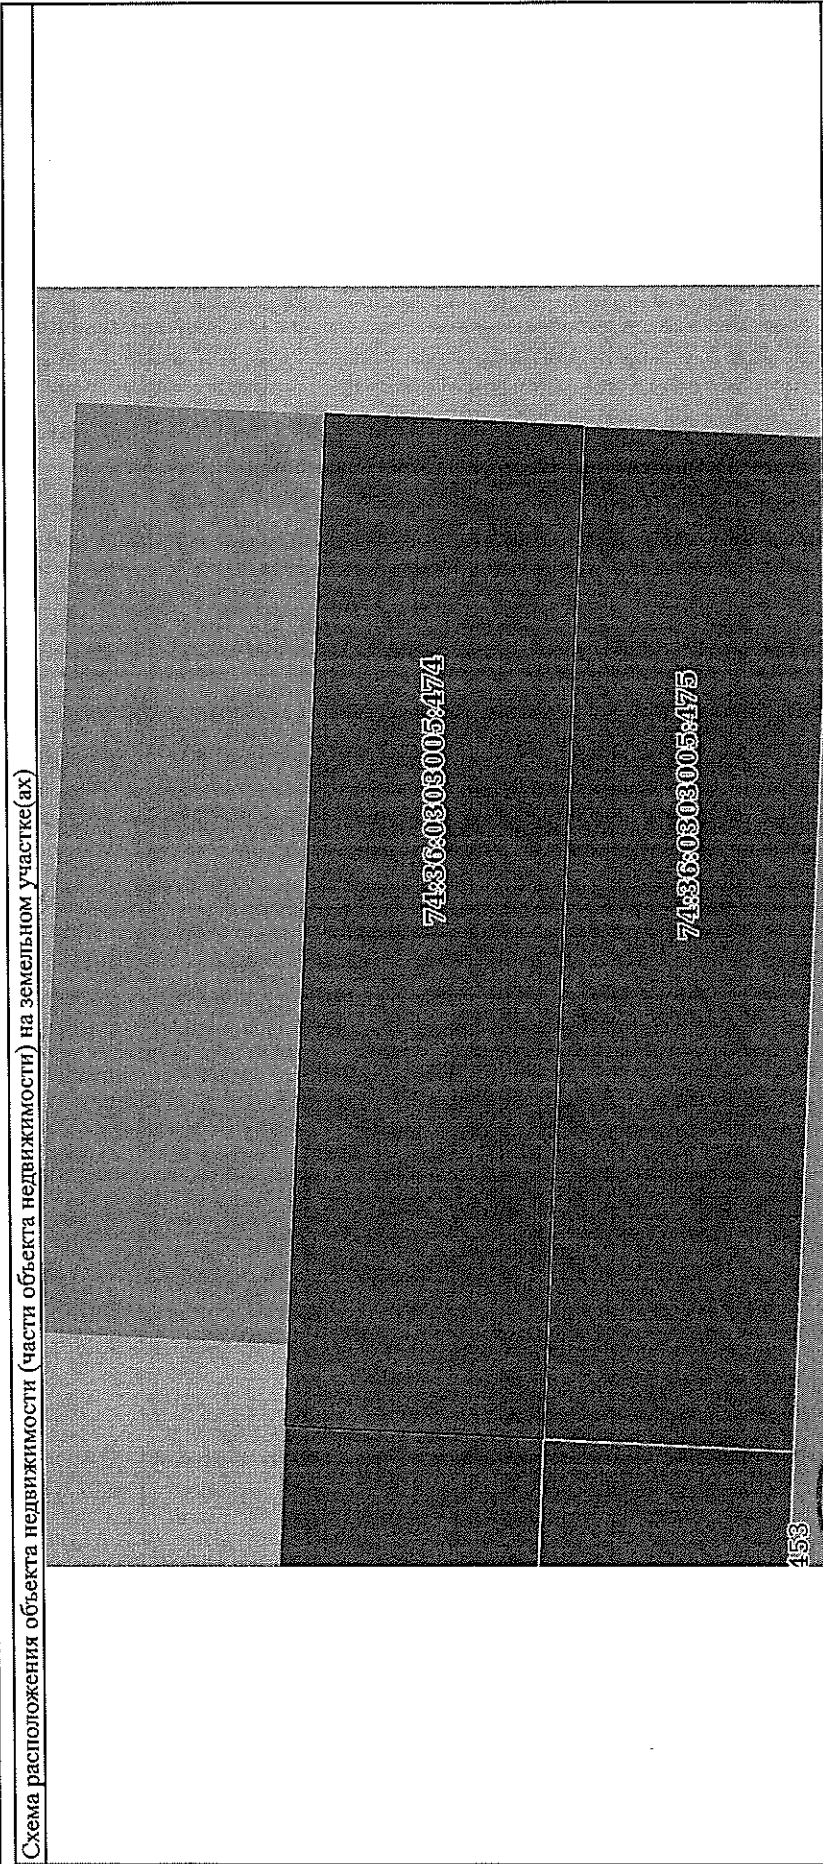 Схема расположения объекта недвижимости (части объекта недвижимости) на земельном участке(ах)
74:36:0303005:474
74:36:0303005:475
453